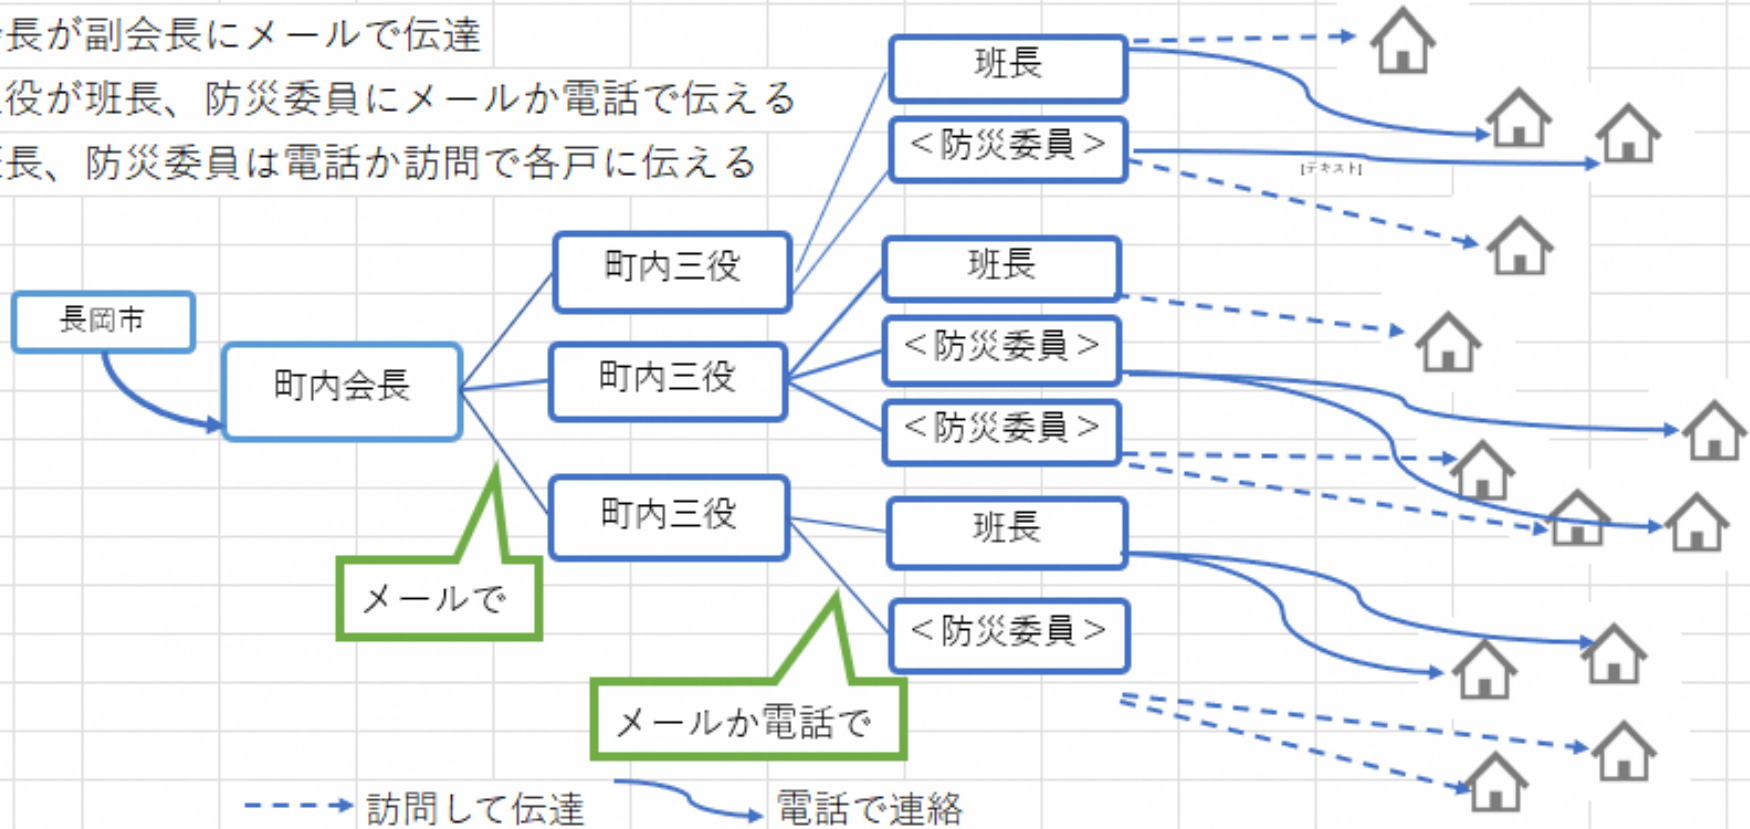 長が副会長にメールで伝達
役が班長、防災委員にメールか電話で伝える
長、防災委員は電話か訪問で各戸に伝える
班長
＜防災委員＞
[テキスト]
町内三役
班長
長岡市
＜防災委員＞
町内会長
町内三役
＜防災委員＞
町内三役
班長
メールで
＜防災委員＞
メールか電話で
訪問して伝達
電話で連絡